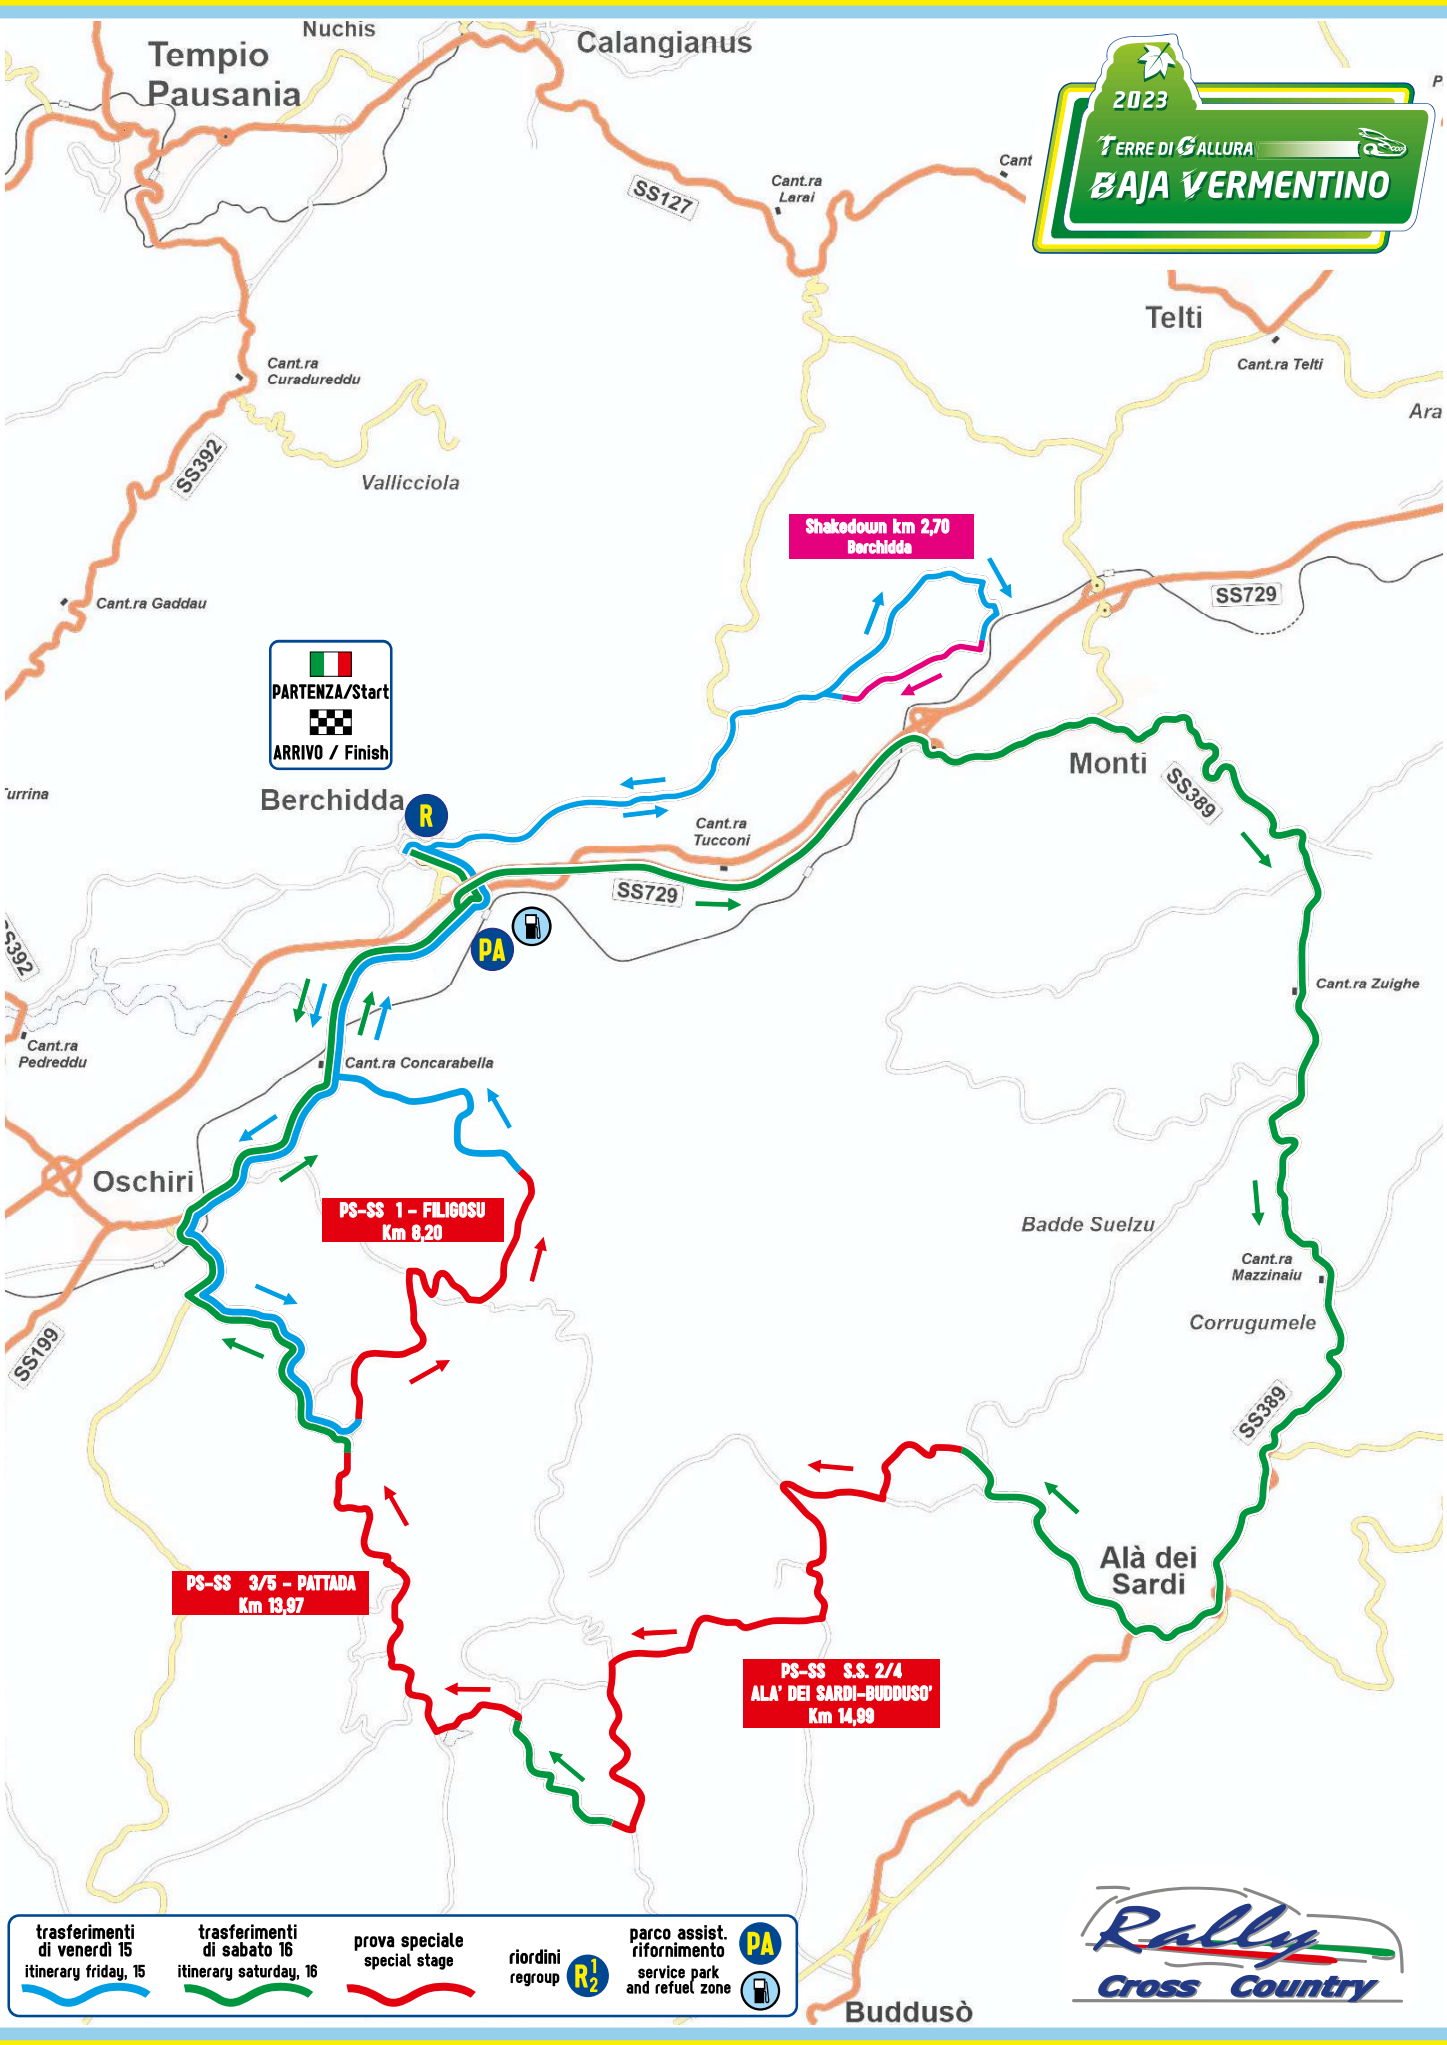 Nuchis
Tempio
Pausania
Calangianus
2023
TERRE DI GALLURA
BAJA VERMENTINO
Cant.ra
Larai
Cant
SS127
Telti
Cant.ra Telti
Ara
Cant.ra
Curadureddu
SS392
Vallicciola
Shakedown km 2,70
Berchidda
Cant.ra Gaddau
SS729
PARTENZA/Start
ARRIVO / Finish
Monti
SS389
Berchidda
R
Cant.ra
Tucconi
SS729
PA
SS392
Cant.ra Zuighe
Cant.ra
Pedreddu
Cant.ra Concarabella
Oschiri
PS-SS 1 - FILIGOSU
Km 8,20
Badde Suelzu
Cant.ra
Mazzinaiu
Corrugumele
SS199
SS389
Alà dei
Sardi
PS-SS 3/5 - PATTADA
Km 13,97
PS-SS S.S. 2/4
ALA' DEI SARDI-BUDDUSO'
Km 14,99
trasferimenti
di venerdì 15
itinerary friday, 15
trasferimenti
di sabato 16
itinerary saturday, 16
prova speciale
special stage
riordini
regroup
R 1
2
parco assist.
rifornimento
service park
and refuel zone
PA
Buddusò
Rally
Cross Country